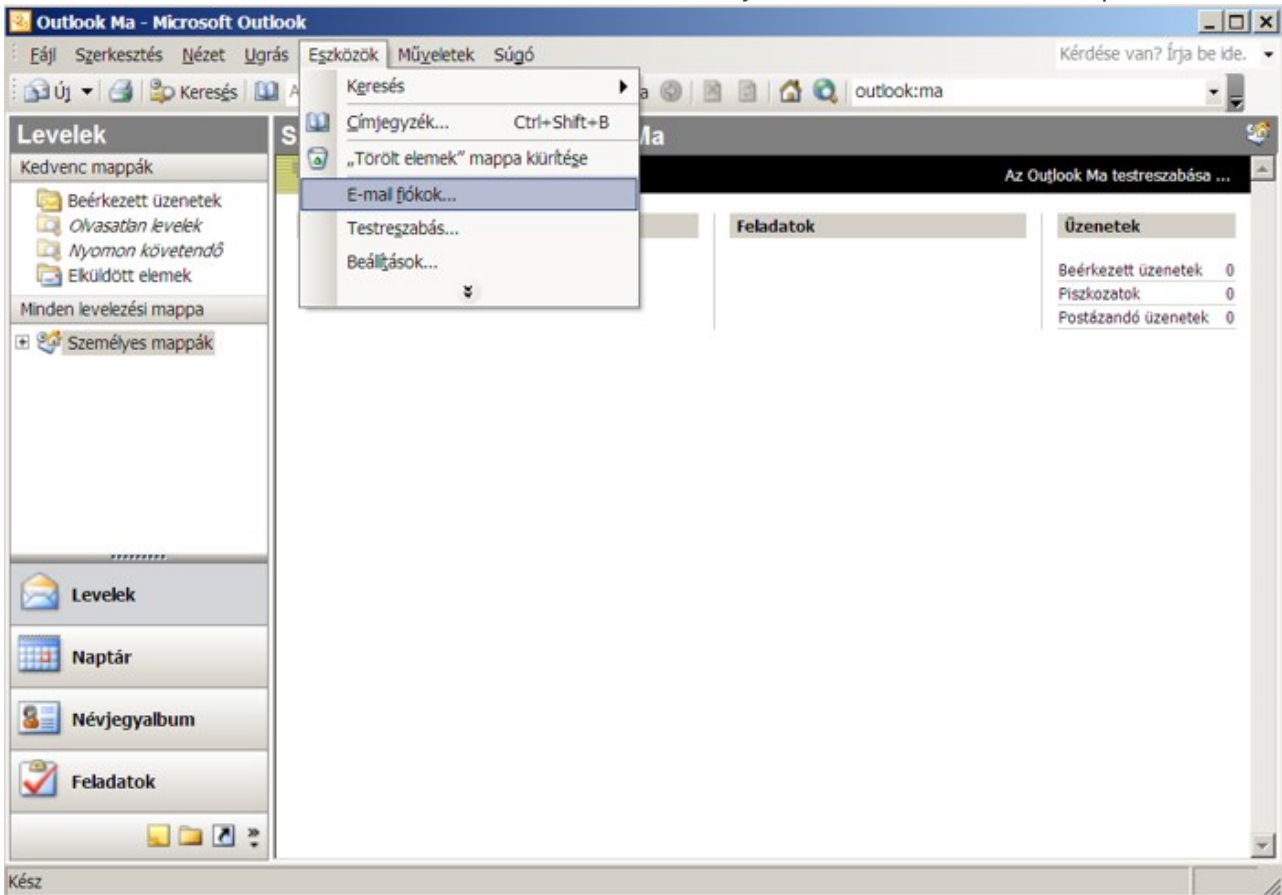 Outlook Ma - Microsoft Outlook
Fájl Szerkesztés Nézet Ugrás Eszközök Műveletek Súgó Kérdése van? Írja be ide.
Új Keresés outlook:ma
Keresés
Címjegyzék... Ctrl+Shift+B
„Törölt elemek” mappa kiürítése
E-mail fiókok...
Testreszabás...
Beállítások...
Levelek
Kedvenc mappák
Beérkezett üzenetek
Olvasatlan levelek
Nyomon követendő
Elküldött elemek
Minden levelezési mappa
Személyes mappák
Az Outlook Ma testreszabása ...
Feladatok
Üzenetek
Beérkezett üzenetek 0
Piszkozatok 0
Postázandó üzenetek 0
Levelek
Naptár
Névjegyalbum
Feladatok
Kész